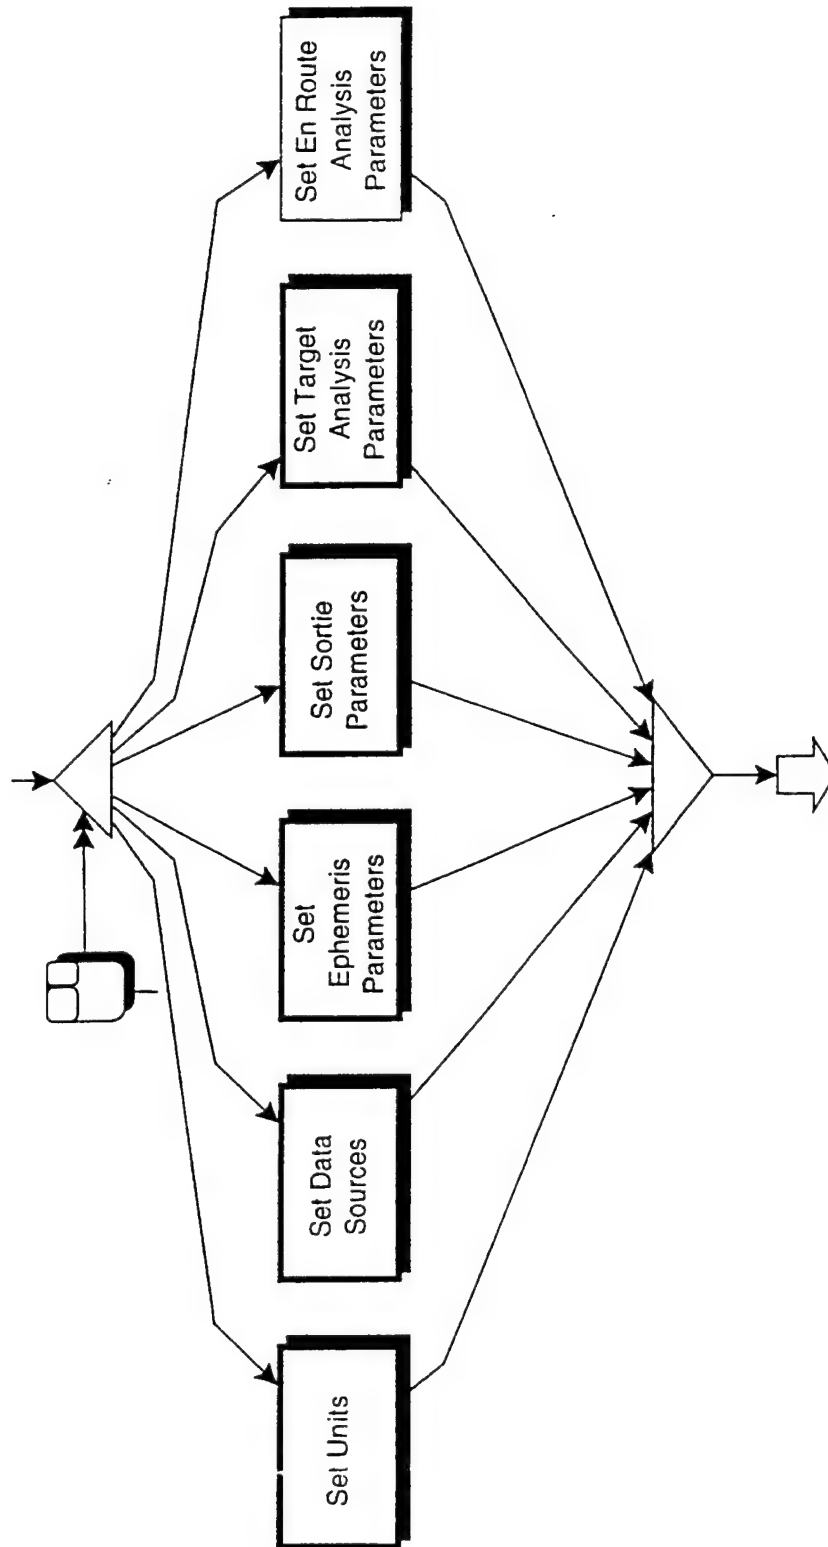 Set Units
Set Data
Sources
Set
Ephemeris
Parameters
Set Sortie
Parameters
Set Target
Analysis
Parameters
Set En Route
Analysis
Parameters